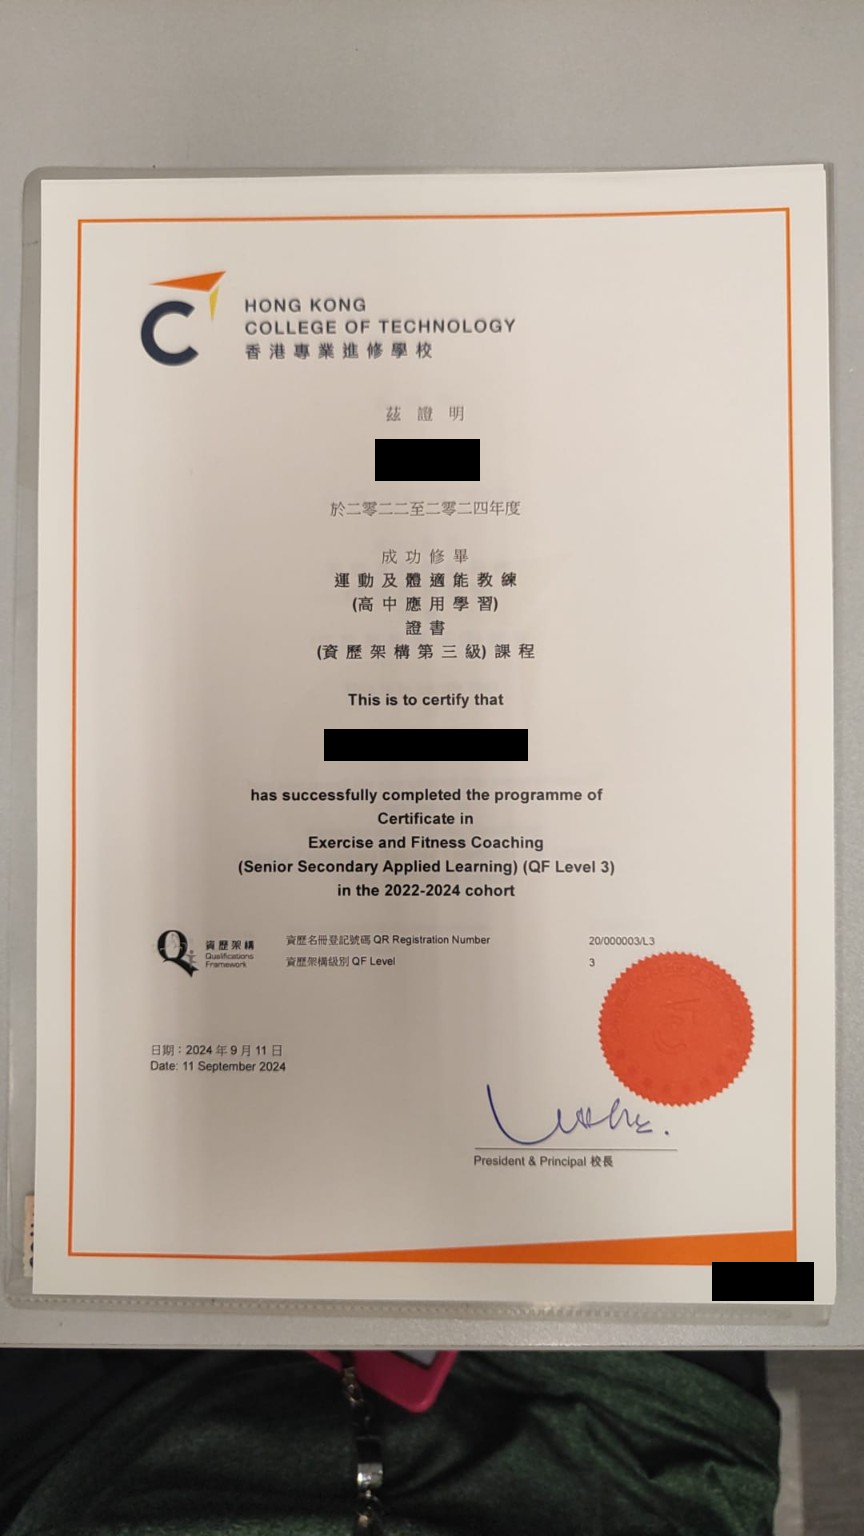 HONG KONG
COLLEGE OF TECHNOLOGY
香港專業進修學校
茲證明
於二零二二至二零二四年度
成功修畢
運動及體適能教練
(高中應用學習)
證書
(資歷架構第三級) 課程
This is to certify that
has successfully completed the programme of
Certificate in
Exercise and Fitness Coaching
(Senior Secondary Applied Learning) (QF Level 3)
in the 2022-2024 cohort
資歷架構
Qualifications
Framework
資歷名冊登記號碼 QR Registration Number 20/000003/L3
資歷架構級別 QF Level 3
日期：2024 年 9 月 11 日
Date: 11 September 2024
President & Principal 校長